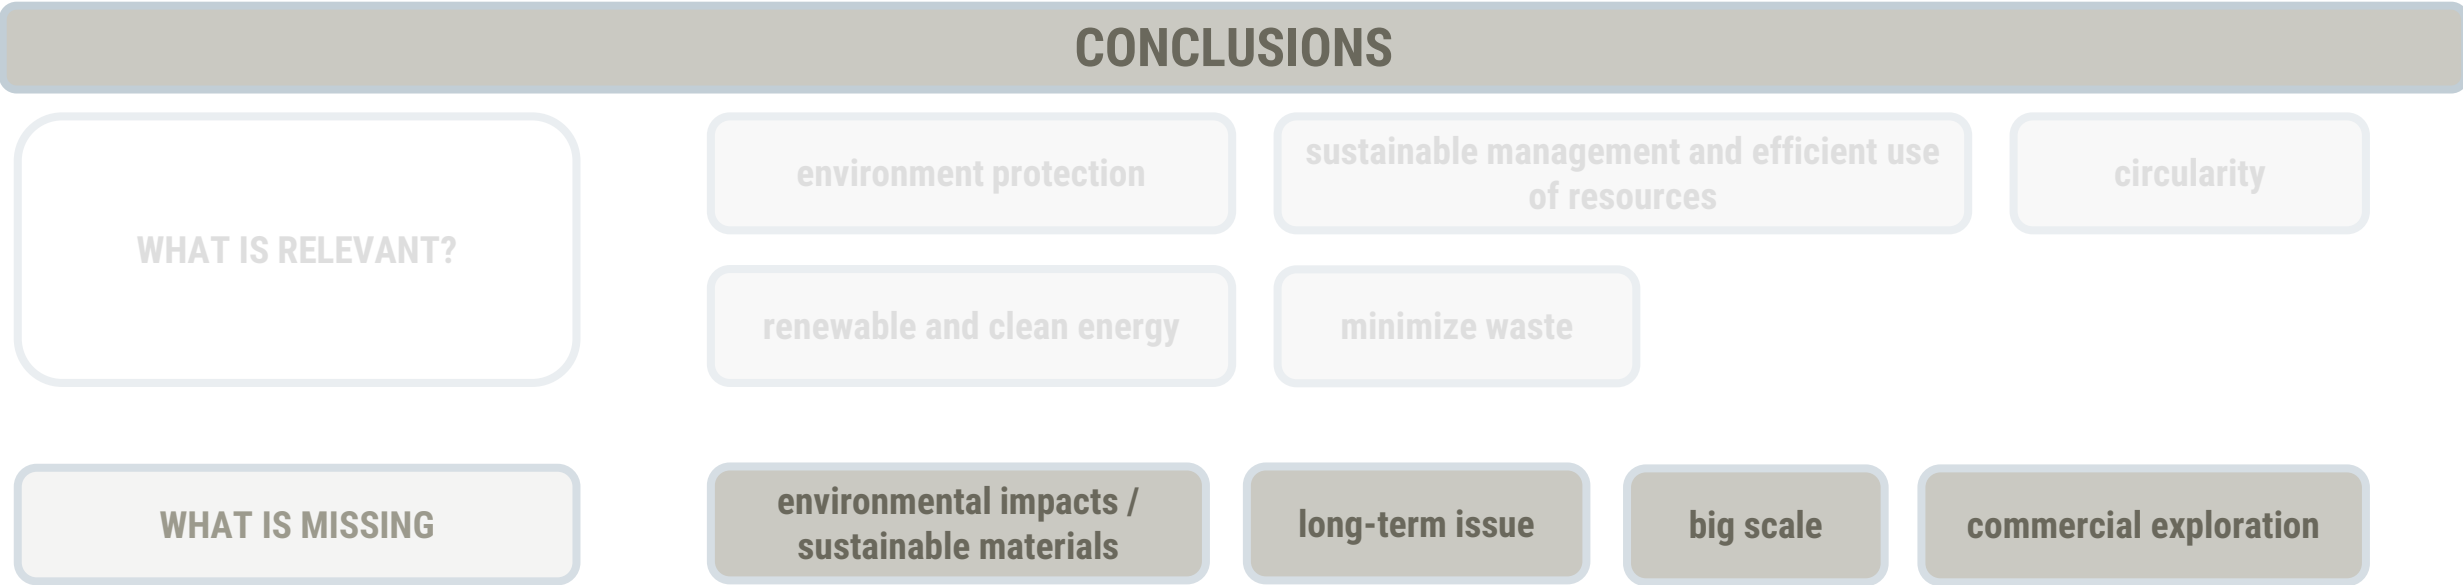 CONCLUSIONS
WHAT IS RELEVANT?
environment protection
sustainable management and efficient use
of resources
circularity
renewable and clean energy
minimize waste
WHAT IS MISSING
environmental impacts /
sustainable materials
long-term issue
big scale
commercial exploration